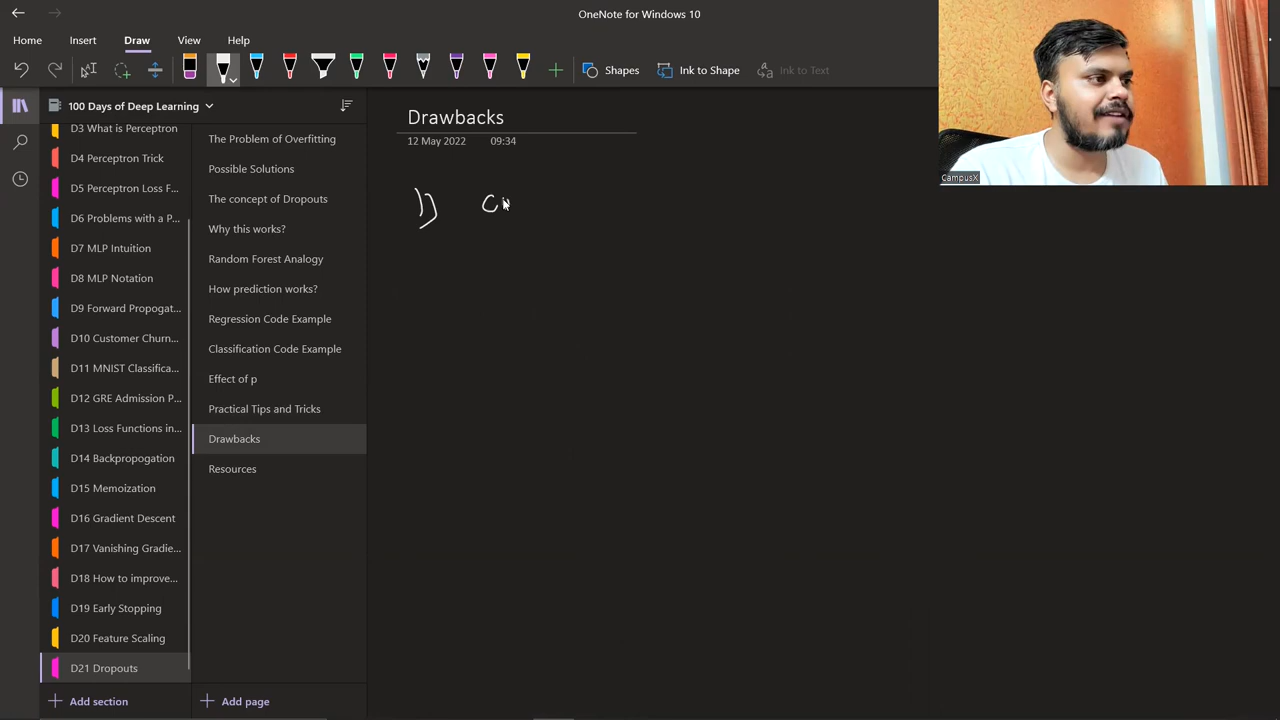 OneNote for Windows 10
Home Insert Draw View Help
Shapes Ink to Shape Ink to Text
100 Days of Deep Learning
D3 What is Perceptron
D4 Perceptron Trick
D5 Perceptron Loss F...
D6 Problems with a P...
D7 MLP Intuition
D8 MLP Notation
D9 Forward Propogat...
D10 Customer Churn...
D11 MNIST Classifica...
D12 GRE Admission P...
D13 Loss Functions in...
D14 Backpropogation
D15 Memoization
D16 Gradient Descent
D17 Vanishing Gradie...
D18 How to improve...
D19 Early Stopping
D20 Feature Scaling
D21 Dropouts
Add section
The Problem of Overfitting
Possible Solutions
The concept of Dropouts
Why this works?
Random Forest Analogy
How prediction works?
Regression Code Example
Classification Code Example
Effect of p
Practical Tips and Tricks
Drawbacks
Resources
Add page
Drawbacks
12 May 2022 09:34
1) C
CampusX